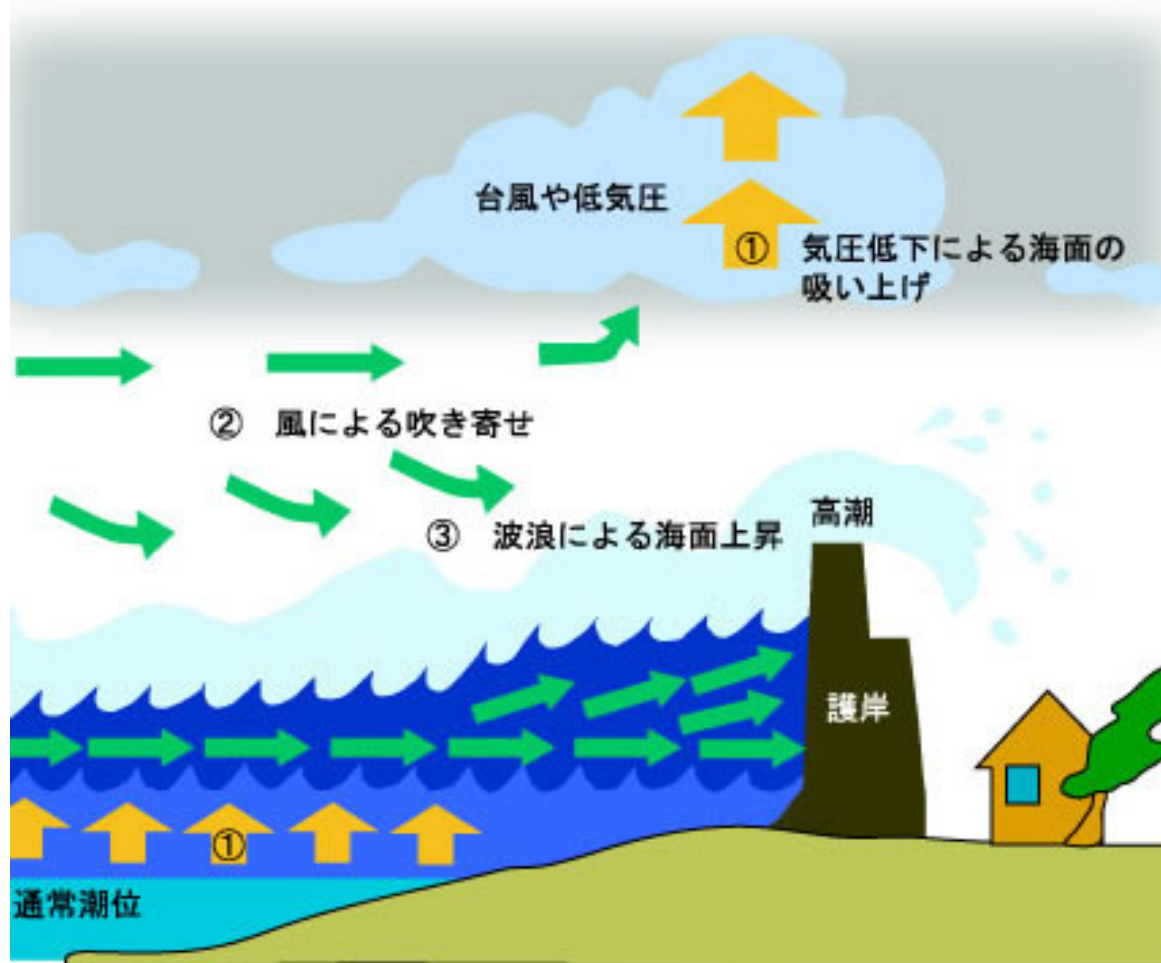 台風や低気圧
① 気圧低下による海面の
吸い上げ
② 風による吹き寄せ
③ 波浪による海面上昇
高潮
護岸
①
通常潮位